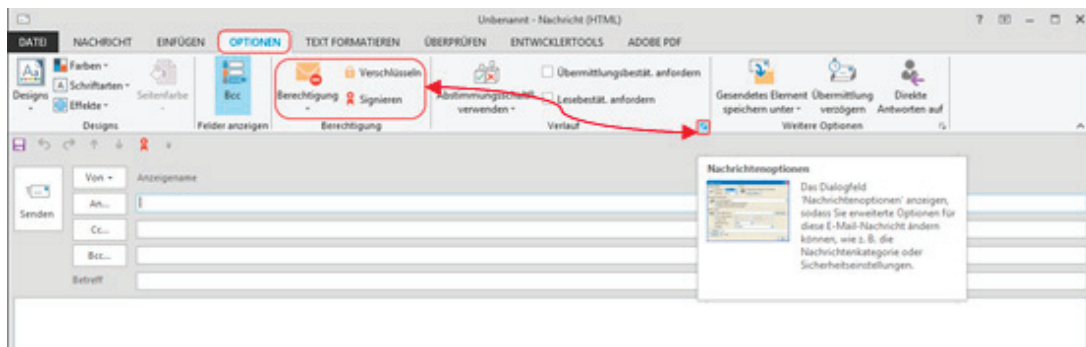 Unbenannt - Nachricht (HTML)
DATEI NACHRICHT EINFÜGEN OPTIONEN TEXT FORMATIEREN ÜBERPRÜFEN ENTWICKLERTOOLS ADOBE PDF
Designs
Farben
Schriftarten
Effekte
Designs
Seitenfarbe
Bcc
Felder anzeigen
Berechtigung
Verschlüsseln
Signieren
Berechtigung
verwenden
Übermittlungsbestät. anfordern
Lesebestät. anfordern
Verlauf
Gesendetes Element
speichern unter
Übermittlung
verzögern
Direkte
Antworten auf
Weitere Optionen
Senden
Von Anzeigename
An...
Cc...
Bcc...
Betreff
Nachrichtenoptionen
Das Dialogfeld
'Nachrichtenoptionen' anzeigen,
sodass Sie erweiterte Optionen für
diese E-Mail-Nachricht ändern
können, wie z. B. die
Nachrichtenkategorie oder
Sicherheitseinstellungen.